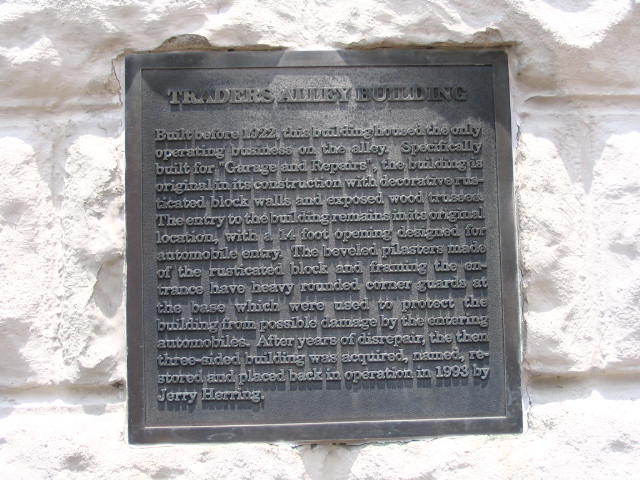 TRADERS ALLEY BUILDING
Built before 1922, this building housed the only
operating business on the alley. Specifically
built for "Garage and Repairs", the building is
original in its construction with decorative rus-
ticated block walls and exposed wood trusses.
The entry to the building remains in its original
location, with a 14 foot opening designed for
automobile entry. The beveled pilasters made
of the rusticated block and framing the en-
trance have heavy rounded corner guards at
the base which were used to protect the
building from possible damage by the entering
automobiles. After years of disrepair, the then
three-sided building was acquired, named, re-
stored and placed back in operation in 1993 by
Jerry Herring.